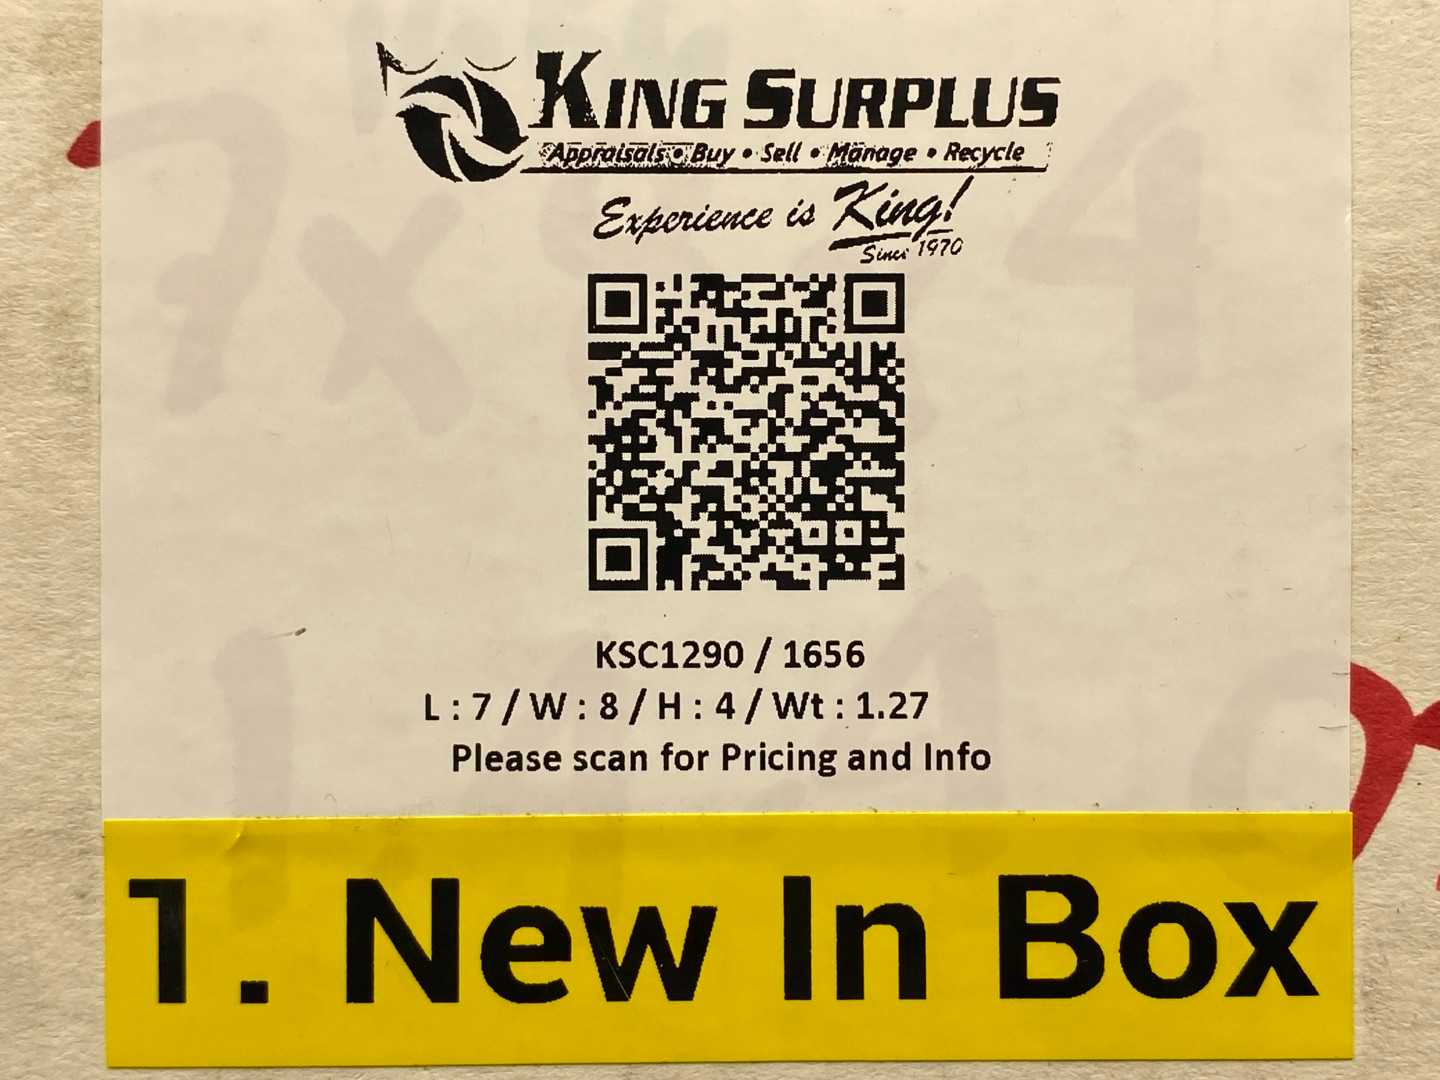 KING SURPLUS
Appraisals • Buy • Sell • Manage • Recycle
Experience is King!
Since 1970
KSC1290 / 1656
L : 7 / W : 8 / H : 4 / Wt : 1.27
Please scan for Pricing and Info
1. New In Box